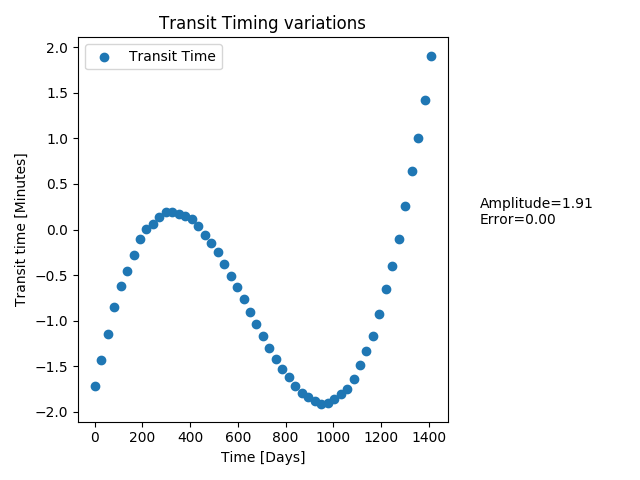 Transit Timing variations
Transit Time
2.0
1.5
1.0
0.5
0.0
−0.5
−1.0
−1.5
−2.0
Transit time [Minutes]
0 200 400 600 800 1000 1200 1400
Time [Days]
Amplitude=1.91
Error=0.00